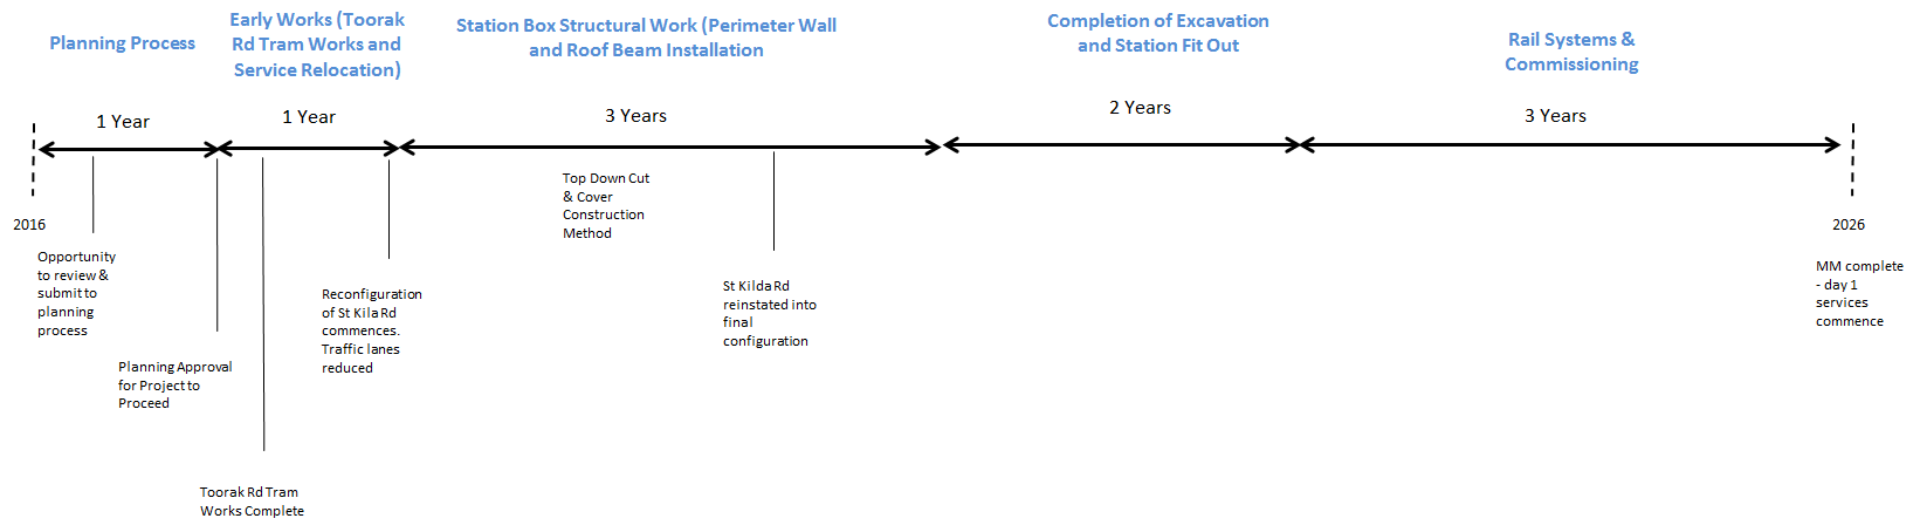 Planning Process
Early Works (Toorak
Rd Tram Works and
Service Relocation)
Station Box Structural Work (Perimeter Wall
and Roof Beam Installation
Completion of Excavation
and Station Fit Out
Rail Systems &
Commissioning
1 Year
1 Year
3 Years
2 Years
3 Years
2016
Opportunity
to review &
submit to
planning
process
Planning Approval
for Project to
Proceed
Toorak Rd Tram
Works Complete
Reconfiguration
of St Kila Rd
commences.
Traffic lanes
reduced
Top Down Cut
& Cover
Construction
Method
St Kilda Rd
reinstated into
final
configuration
2026
MM complete
- day 1
services
commence